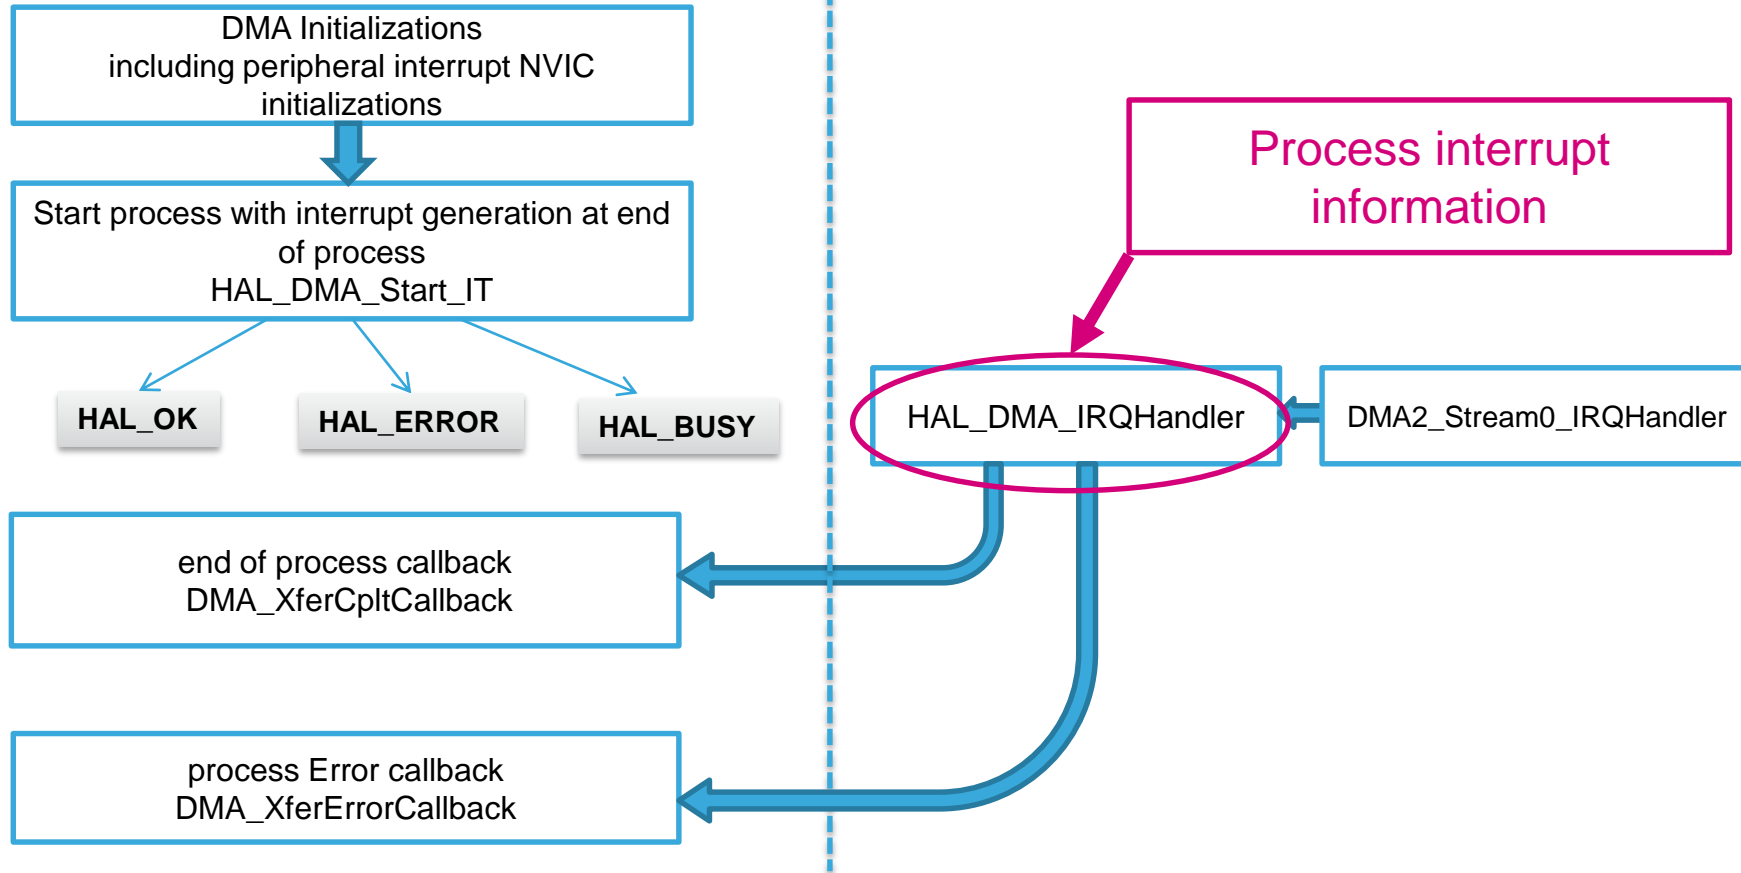 DMA Initializations
including peripheral interrupt NVIC
initializations
Start process with interrupt generation at end
of process
HAL_DMA_Start_IT
HAL_OK
HAL_ERROR
HAL_BUSY
end of process callback
DMA_XferCpltCallback
process Error callback
DMA_XferErrorCallback
Process interrupt
information
HAL_DMA_IRQHandler
DMA2_Stream0_IRQHandler